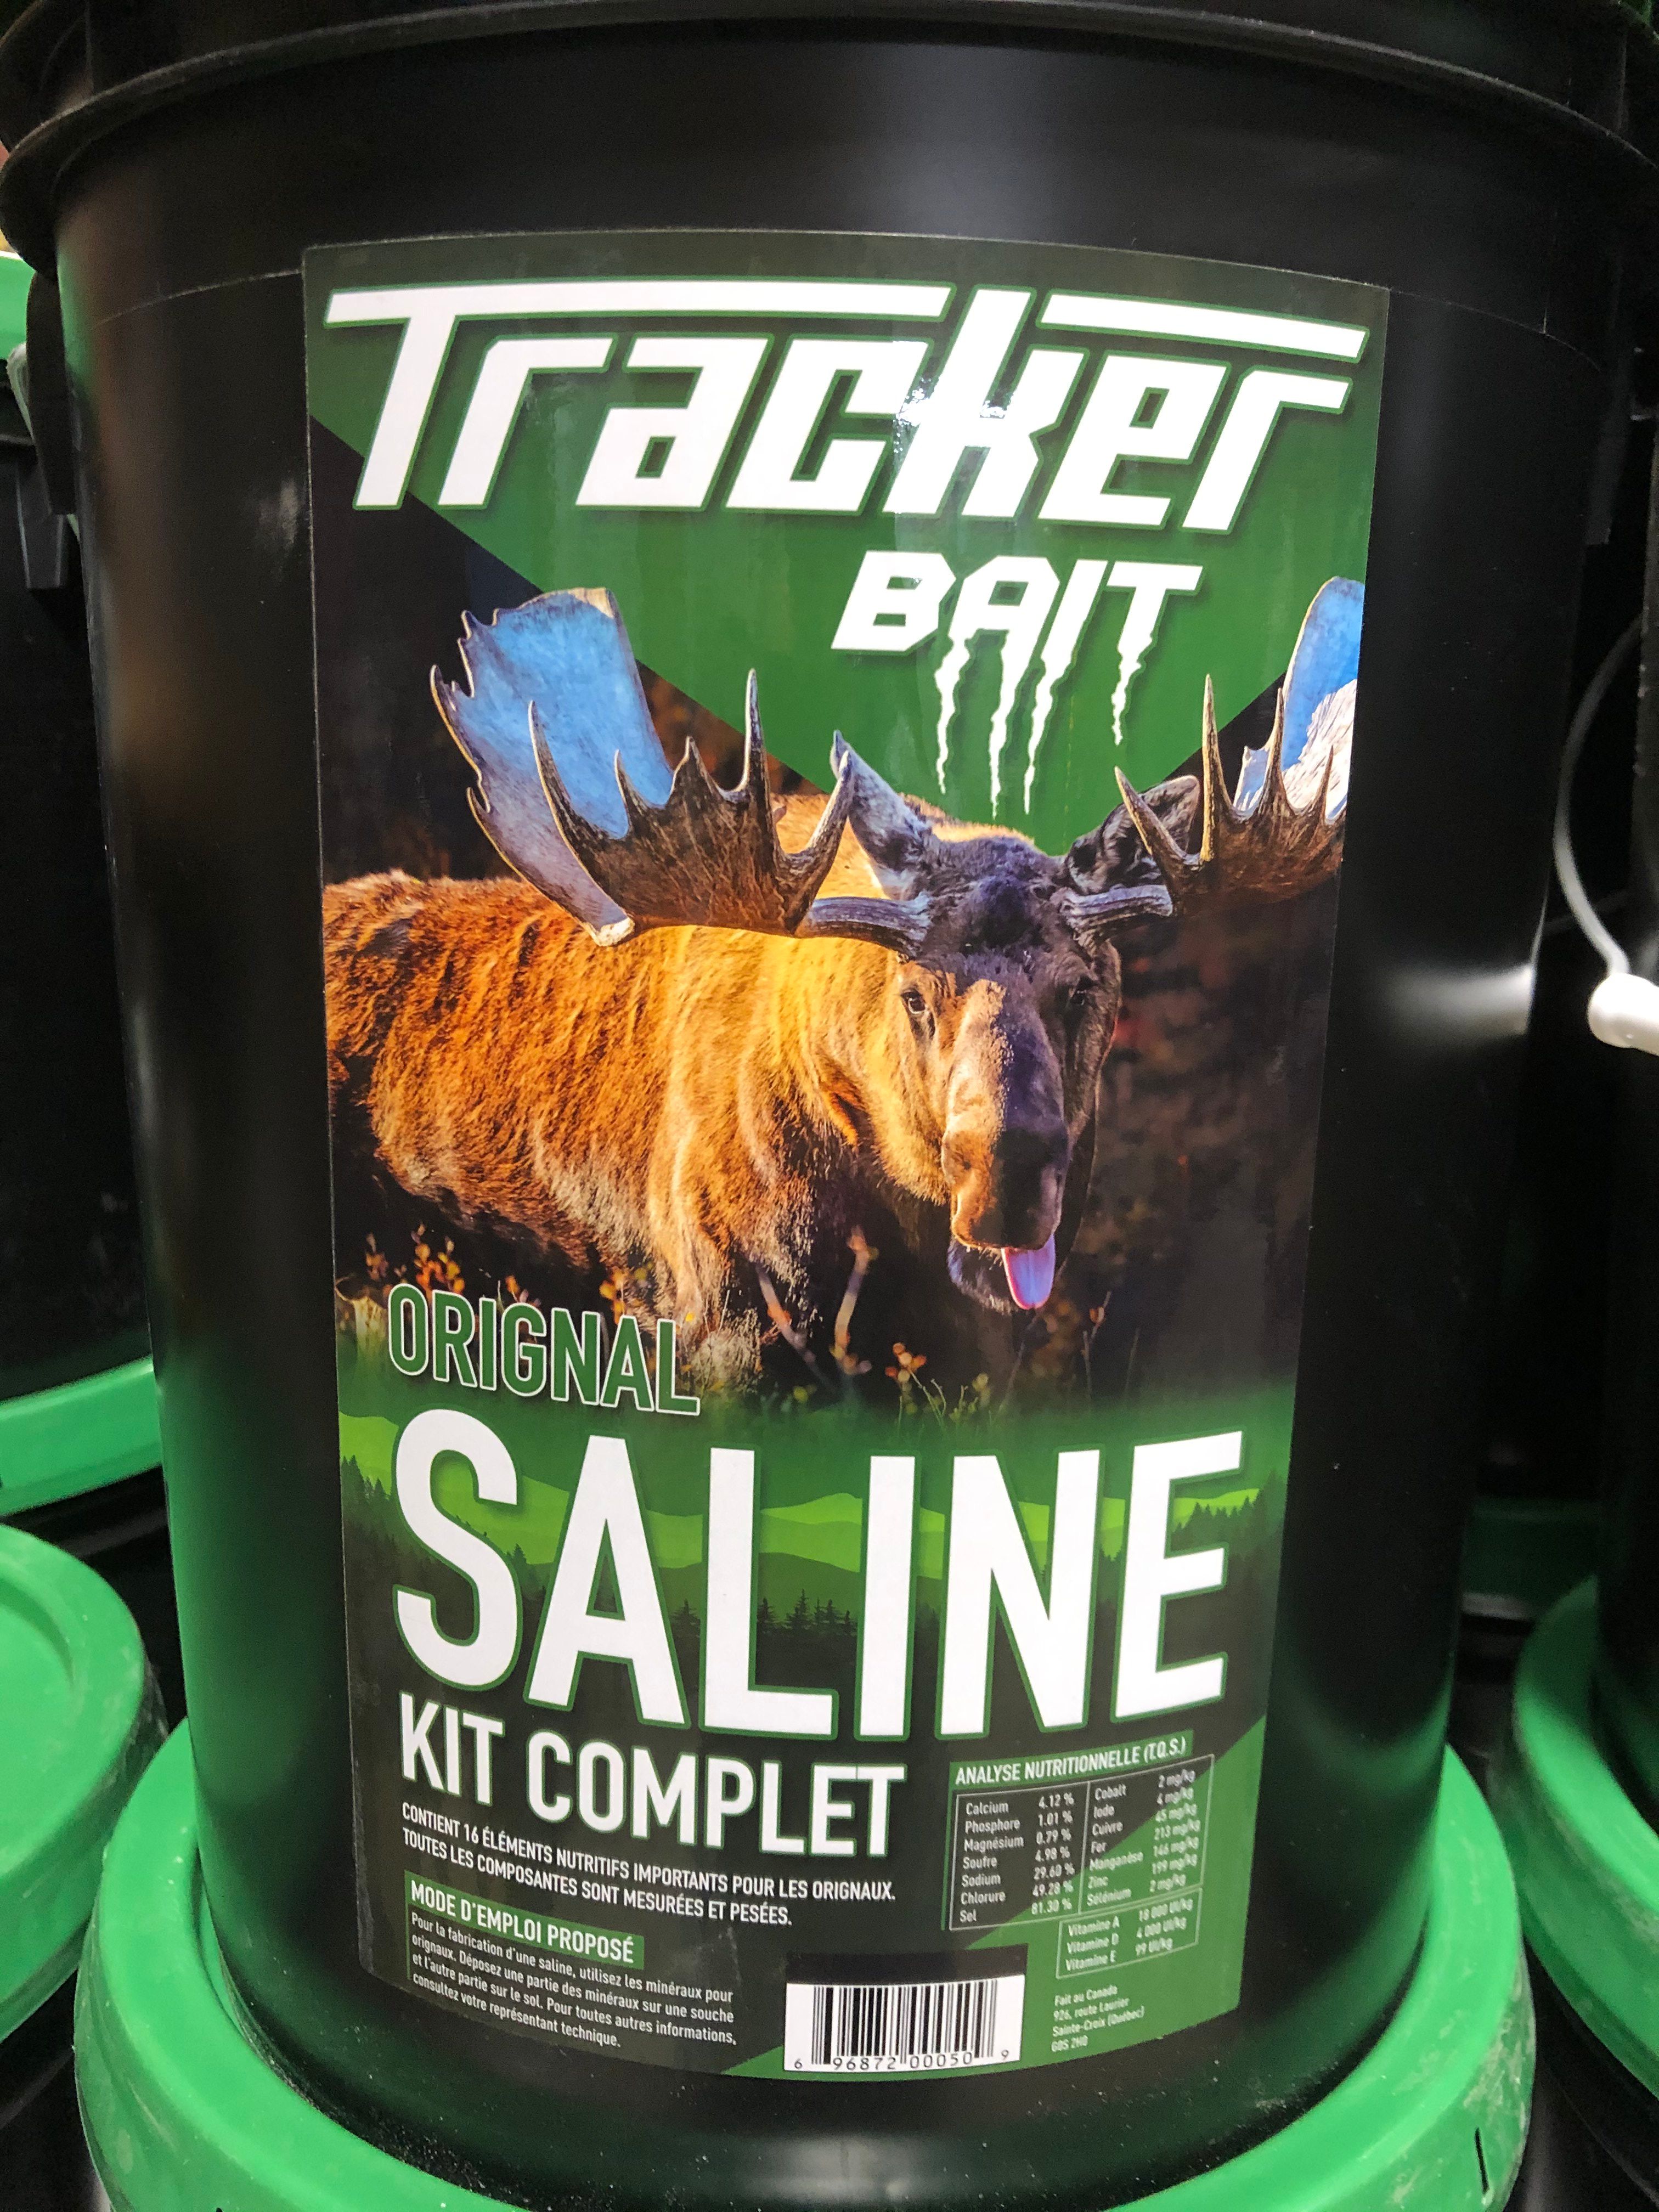 Tracker
BAIT
ORIGNAL
SALINE
KIT COMPLET
CONTIENT 16 ÉLÉMENTS NUTRITIFS IMPORTANTS POUR LES ORIGNAUX.
TOUTES LES COMPOSANTES SONT MESURÉES ET PESÉES.
MODE D'EMPLOI PROPOSÉ
Pour la fabrication d'une saline, utilisez les minéraux pour
orignaux. Déposez une partie des minéraux sur une souche
et l'autre partie sur le sol. Pour toutes autres informations,
consultez votre représentant technique.
ANALYSE NUTRITIONNELLE (T.Q.S.)
Calcium 4.12 %
Phosphore 1.01 %
Magnésium 0.79 %
Soufre 4.98 %
Sodium 29.60 %
Chlorure 49.28 %
Sel 81.30 %
Cobalt 2 mg/kg
Iode 4 mg/kg
Cuivre 45 mg/kg
Fer 213 mg/kg
Manganèse 146 mg/kg
Zinc 199 mg/kg
Sélénium 2 mg/kg
Vitamine A 18 000 UI/kg
Vitamine D 4 000 UI/kg
Vitamine E 99 UI/kg
6 96872 00050 9
Fait au Canada
926, route Laurier
Sainte-Croix (Québec)
G0S 2H0